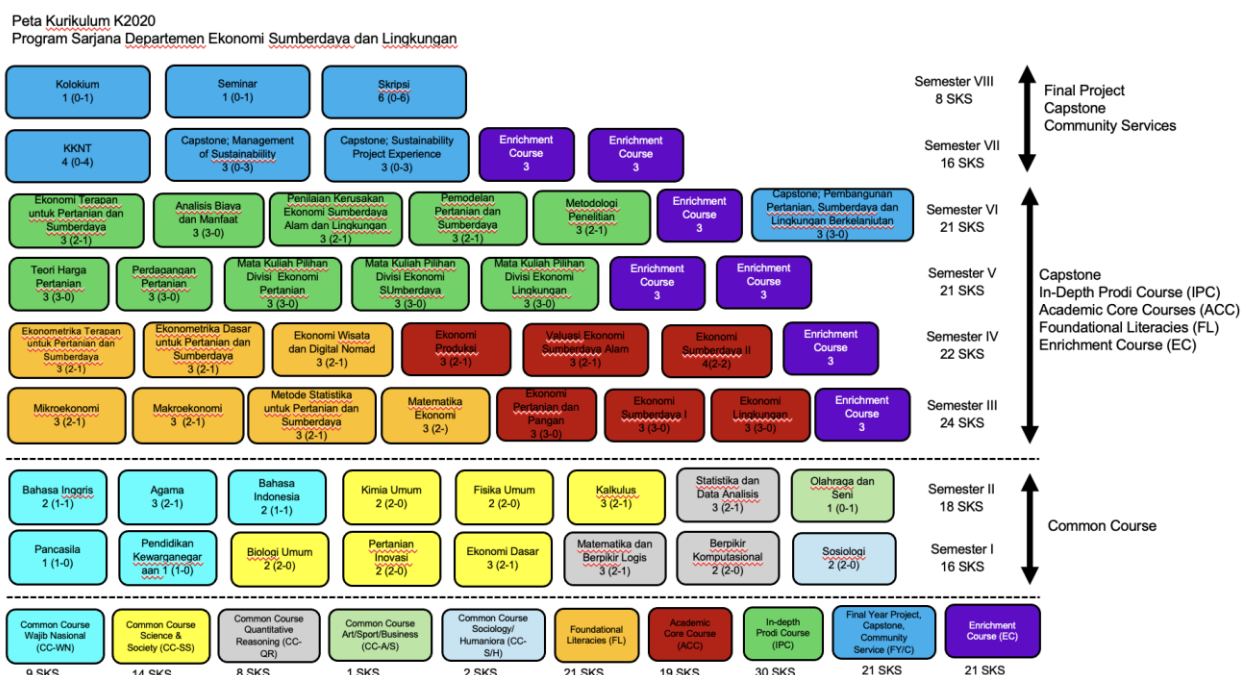 Peta Kurikulum K2020
Program Sarjana Departemen Ekonomi Sumberdaya dan Lingkungan
Kolokium
1 (0-1)
Seminar
1 (0-1)
Skripsi
6 (0-6)
Semester VIII
8 SKS
Final Project
Capstone
Community Services
KKNT
4 (0-4)
Capstone; Management
of Sustainabiility
3 (0-3)
Capstone; Sustainability
Project Experience
3 (0-3)
Enrichment
Course
3
Enrichment
Course
3
Semester VII
16 SKS
Ekonomi Terapan
untuk Pertanian dan
Sumberdaya
3 (2-1)
Analisis Biaya
dan Manfaat
3 (3-0)
Penilaian Kerusakan
Ekonomi Sumberdaya
Alam dan Lingkungan
3 (2-1)
Pemodelan
Pertanian dan
Sumberdaya
3 (2-1)
Metodologi
Penelitian
3 (2-1)
Enrichment
Course
3
Capstone; Pembangunan
Pertanian, Sumberdaya dan
Lingkungan Berkelanjutan
3 (3-0)
Semester VI
21 SKS
Teori Harga
Pertanian
3 (3-0)
Perdagangan
Pertanian
3 (3-0)
Mata Kuliah Pilihan
Divisi Ekonomi
Pertanian
3 (3-0)
Mata Kuliah Pilihan
Divisi Ekonomi
SUmberdaya
3 (3-0)
Mata Kuliah Pilihan
Divisi Ekonomi
Lingkungan
3 (3-0)
Enrichment
Course
3
Enrichment
Course
3
Semester V
21 SKS
Capstone
In-Depth Prodi Course (IPC)
Academic Core Courses (ACC)
Foundational Literacies (FL)
Enrichment Course (EC)
Ekonometrika Terapan
untuk Pertanian dan
Sumberdaya
3 (2-1)
Ekonometrika Dasar
untuk Pertanian dan
Sumberdaya
3 (2-1)
Ekonomi Wisata
dan Digital Nomad
3 (2-1)
Ekonomi
Produksi
3 (2-1)
Valuasi Ekonomi
Sumberdaya Alam
3 (2-1)
Ekonomi
Sumberdaya II
4(2-2)
Enrichment
Course
3
Semester IV
22 SKS
Mikroekonomi
3 (2-1)
Makroekonomi
3 (2-1)
Metode Statistika
untuk Pertanian dan
Sumberdaya
3 (2-1)
Matematika
Ekonomi
3 (2-)
Ekonomi
Pertanian dan
Pangan
3 (3-0)
Ekonomi
Sumberdaya I
3 (3-0)
Ekonomi
Lingkungan
3 (3-0)
Enrichment
Course
3
Semester III
24 SKS
Bahasa Inggris
2 (1-1)
Agama
3 (2-1)
Bahasa
Indonesia
2 (1-1)
Kimia Umum
2 (2-0)
Fisika Umum
2 (2-0)
Kalkulus
3 (2-1)
Statistika dan
Data Analisis
3 (2-1)
Olahraga dan
Seni
1 (0-1)
Semester II
18 SKS
Common Course
Pancasila
1 (1-0)
Pendidikan
Kewarganegar
aan 1 (1-0)
Biologi Umum
2 (2-0)
Pertanian
Inovasi
2 (2-0)
Ekonomi Dasar
3 (2-1)
Matematika dan
Berpikir Logis
3 (2-1)
Berpikir
Komputasional
2 (2-0)
Sosiologi
2 (2-0)
Semester I
16 SKS
Common Course
Wajib Nasional
(CC-WN)
Common Course
Science &
Society (CC-SS)
Common Course
Quantitative
Reasoning (CC-
QR)
Common Course
Art/Sport/Business
(CC-A/S)
Common Course
Sociology/
Humaniora (CC-
S/H)
Foundational
Literacies (FL)
Academic
Core Course
(ACC)
In-depth
Prodi Course
(IPC)
Final Year Project,
Capstone,
Community
Service (FY/C)
Enrichment
Course (EC)
9 SKS
14 SKS
8 SKS
1 SKS
2 SKS
21 SKS
19 SKS
30 SKS
21 SKS
21 SKS